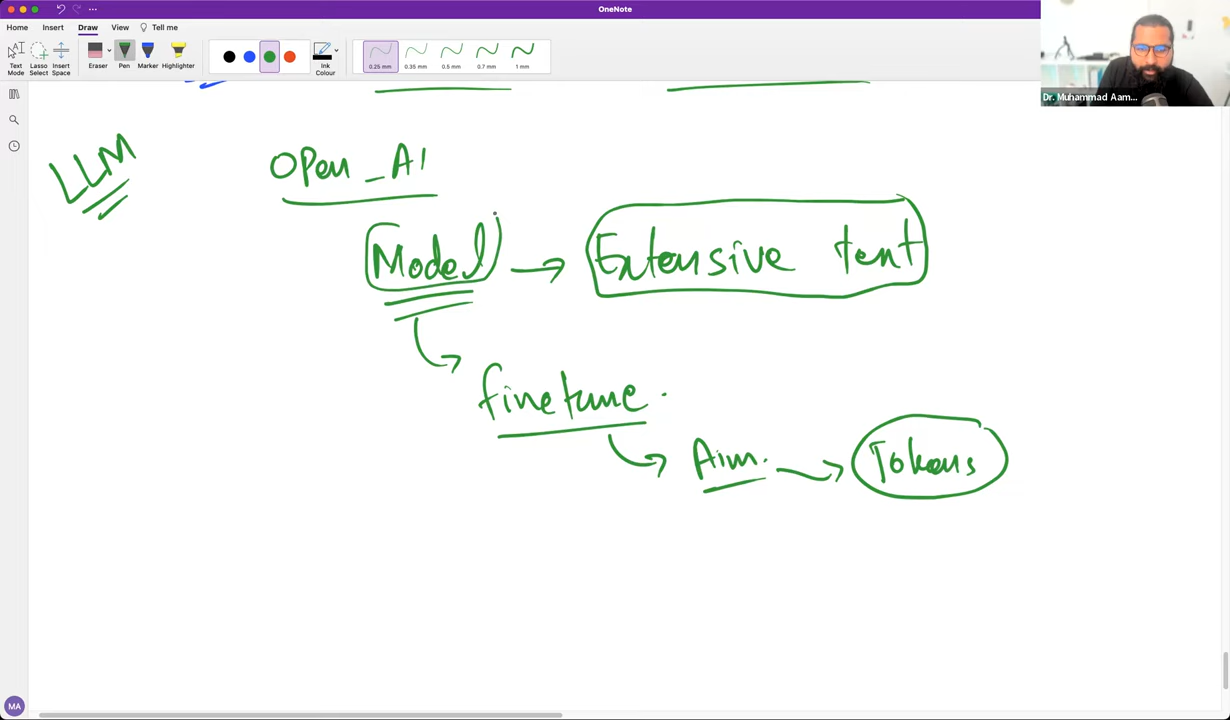 OneNote
Home Insert Draw View Tell me
Text Mode
Lasso Select
Insert Space
Eraser
Pen
Marker
Highlighter
Ink Colour
0.25 mm
0.35 mm
0.5 mm
0.7 mm
1 mm
Dr. Muhammad Aam...
LLM
Open_AI
Model → Extensive text
finetune.
Aim. → Tokens
MA